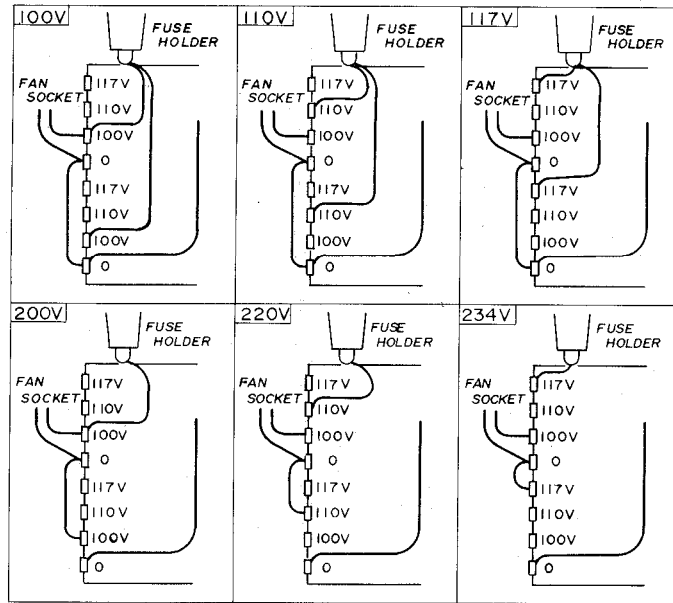 100V
FUSE
HOLDER
FAN
SOCKET
117V
110V
100V
0
117V
110V
100V
0
110V
FUSE
HOLDER
FAN
SOCKET
117V
110V
100V
0
117V
110V
100V
0
117V
FUSE
HOLDER
FAN
SOCKET
117V
110V
100V
0
117V
110V
100V
0
200V
FUSE
HOLDER
FAN
SOCKET
117V
110V
100V
0
117V
110V
100V
0
220V
FUSE
HOLDER
FAN
SOCKET
117V
110V
100V
0
117V
110V
100V
0
234V
FUSE
HOLDER
FAN
SOCKET
117V
110V
100V
0
117V
110V
100V
0